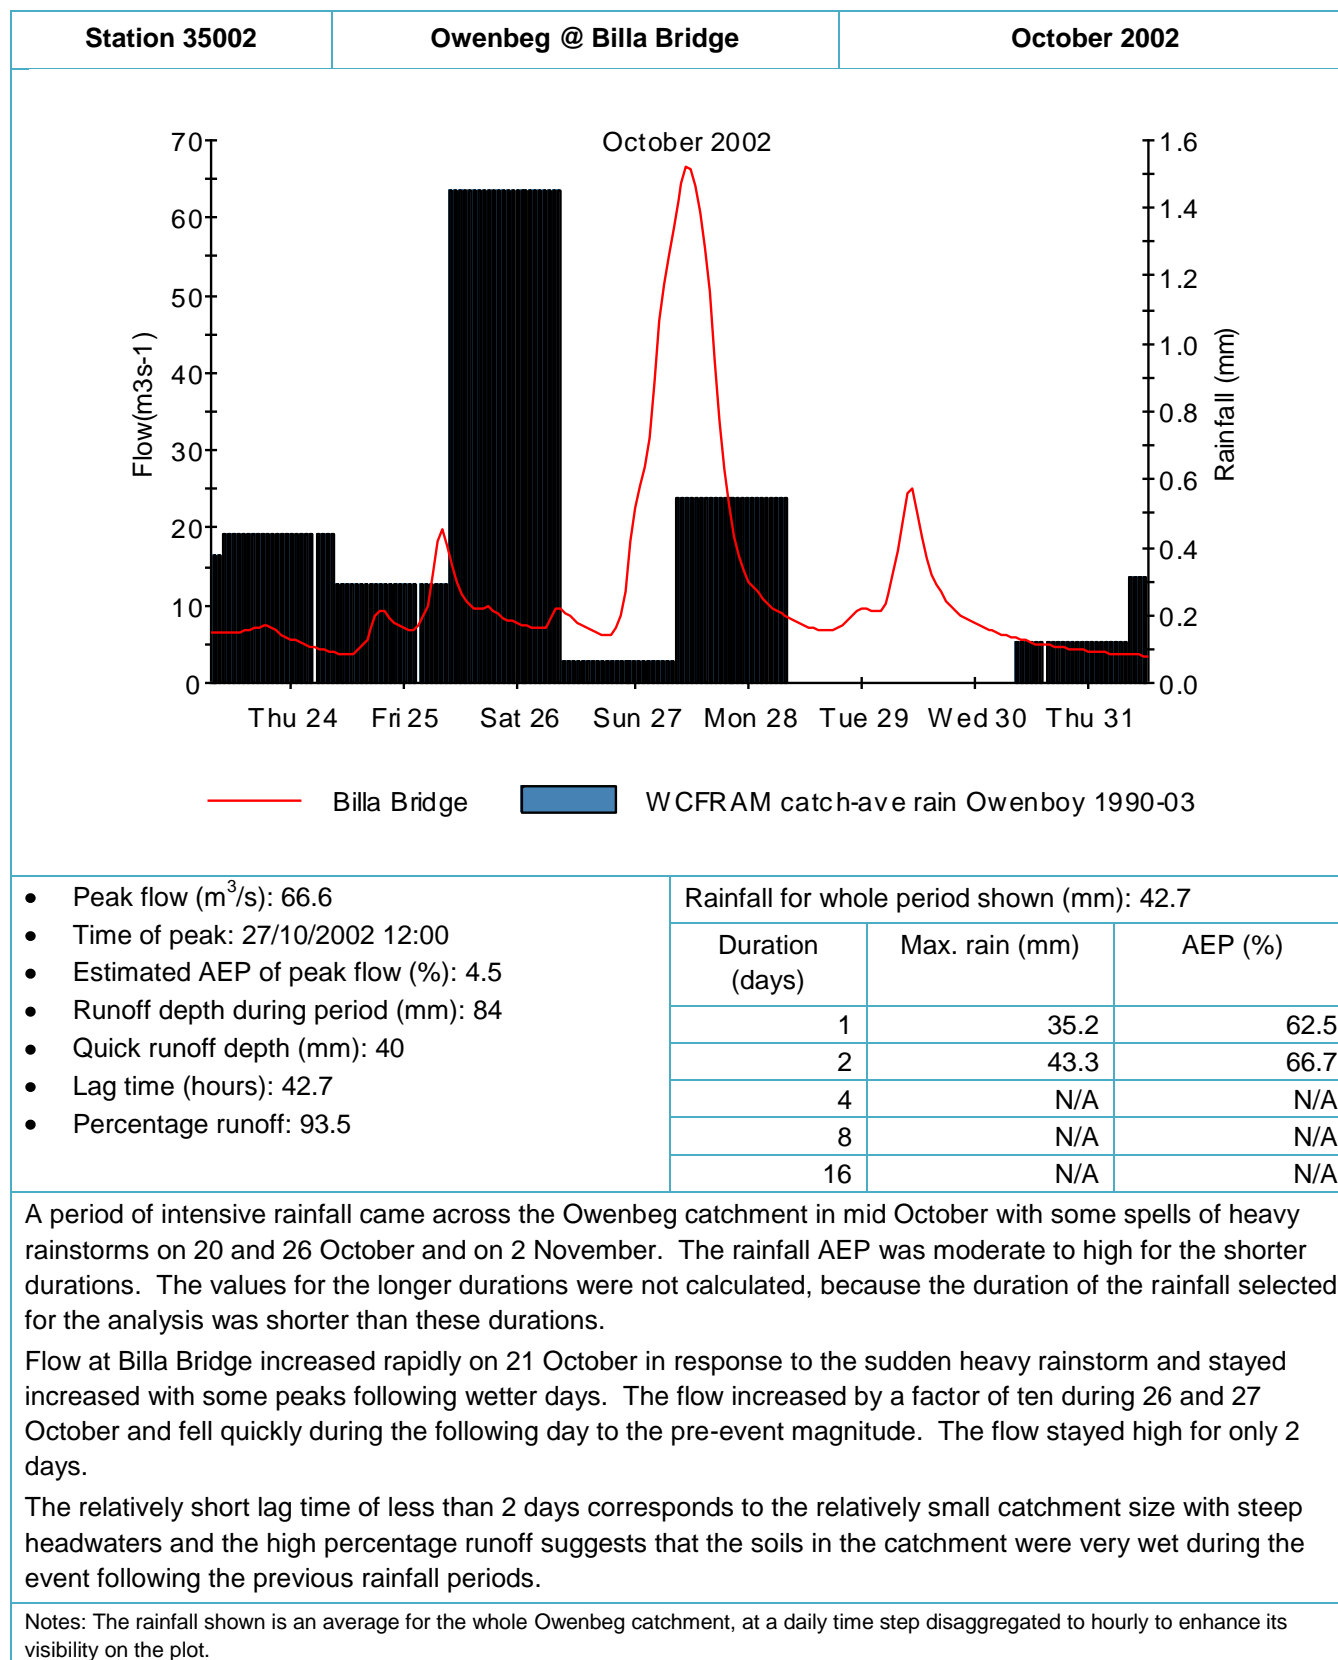 Station 35002
Owenbeg @ Billa Bridge
October 2002
October 2002
70
60
50
40
30
20
10
0
Flow(m3s-1)
1.6
1.4
1.2
1.0
0.8
0.6
0.4
0.2
0.0
Rainfall (mm)
Thu 24 Fri 25 Sat 26 Sun 27 Mon 28 Tue 29 Wed 30 Thu 31
Billa Bridge
WCFRAM catch-ave rain Owenboy 1990-03
• Peak flow (m3/s): 66.6
• Time of peak: 27/10/2002 12:00
• Estimated AEP of peak flow (%): 4.5
• Runoff depth during period (mm): 84
• Quick runoff depth (mm): 40
• Lag time (hours): 42.7
• Percentage runoff: 93.5
Rainfall for whole period shown (mm): 42.7
Duration (days) Max. rain (mm) AEP (%)
1 35.2 62.5
2 43.3 66.7
4 N/A N/A
8 N/A N/A
16 N/A N/A
A period of intensive rainfall came across the Owenbeg catchment in mid October with some spells of heavy
rainstorms on 20 and 26 October and on 2 November. The rainfall AEP was moderate to high for the shorter
durations. The values for the longer durations were not calculated, because the duration of the rainfall selected
for the analysis was shorter than these durations.
Flow at Billa Bridge increased rapidly on 21 October in response to the sudden heavy rainstorm and stayed
increased with some peaks following wetter days. The flow increased by a factor of ten during 26 and 27
October and fell quickly during the following day to the pre-event magnitude. The flow stayed high for only 2
days.
The relatively short lag time of less than 2 days corresponds to the relatively small catchment size with steep
headwaters and the high percentage runoff suggests that the soils in the catchment were very wet during the
event following the previous rainfall periods.
Notes: The rainfall shown is an average for the whole Owenbeg catchment, at a daily time step disaggregated to hourly to enhance its
visibility on the plot.